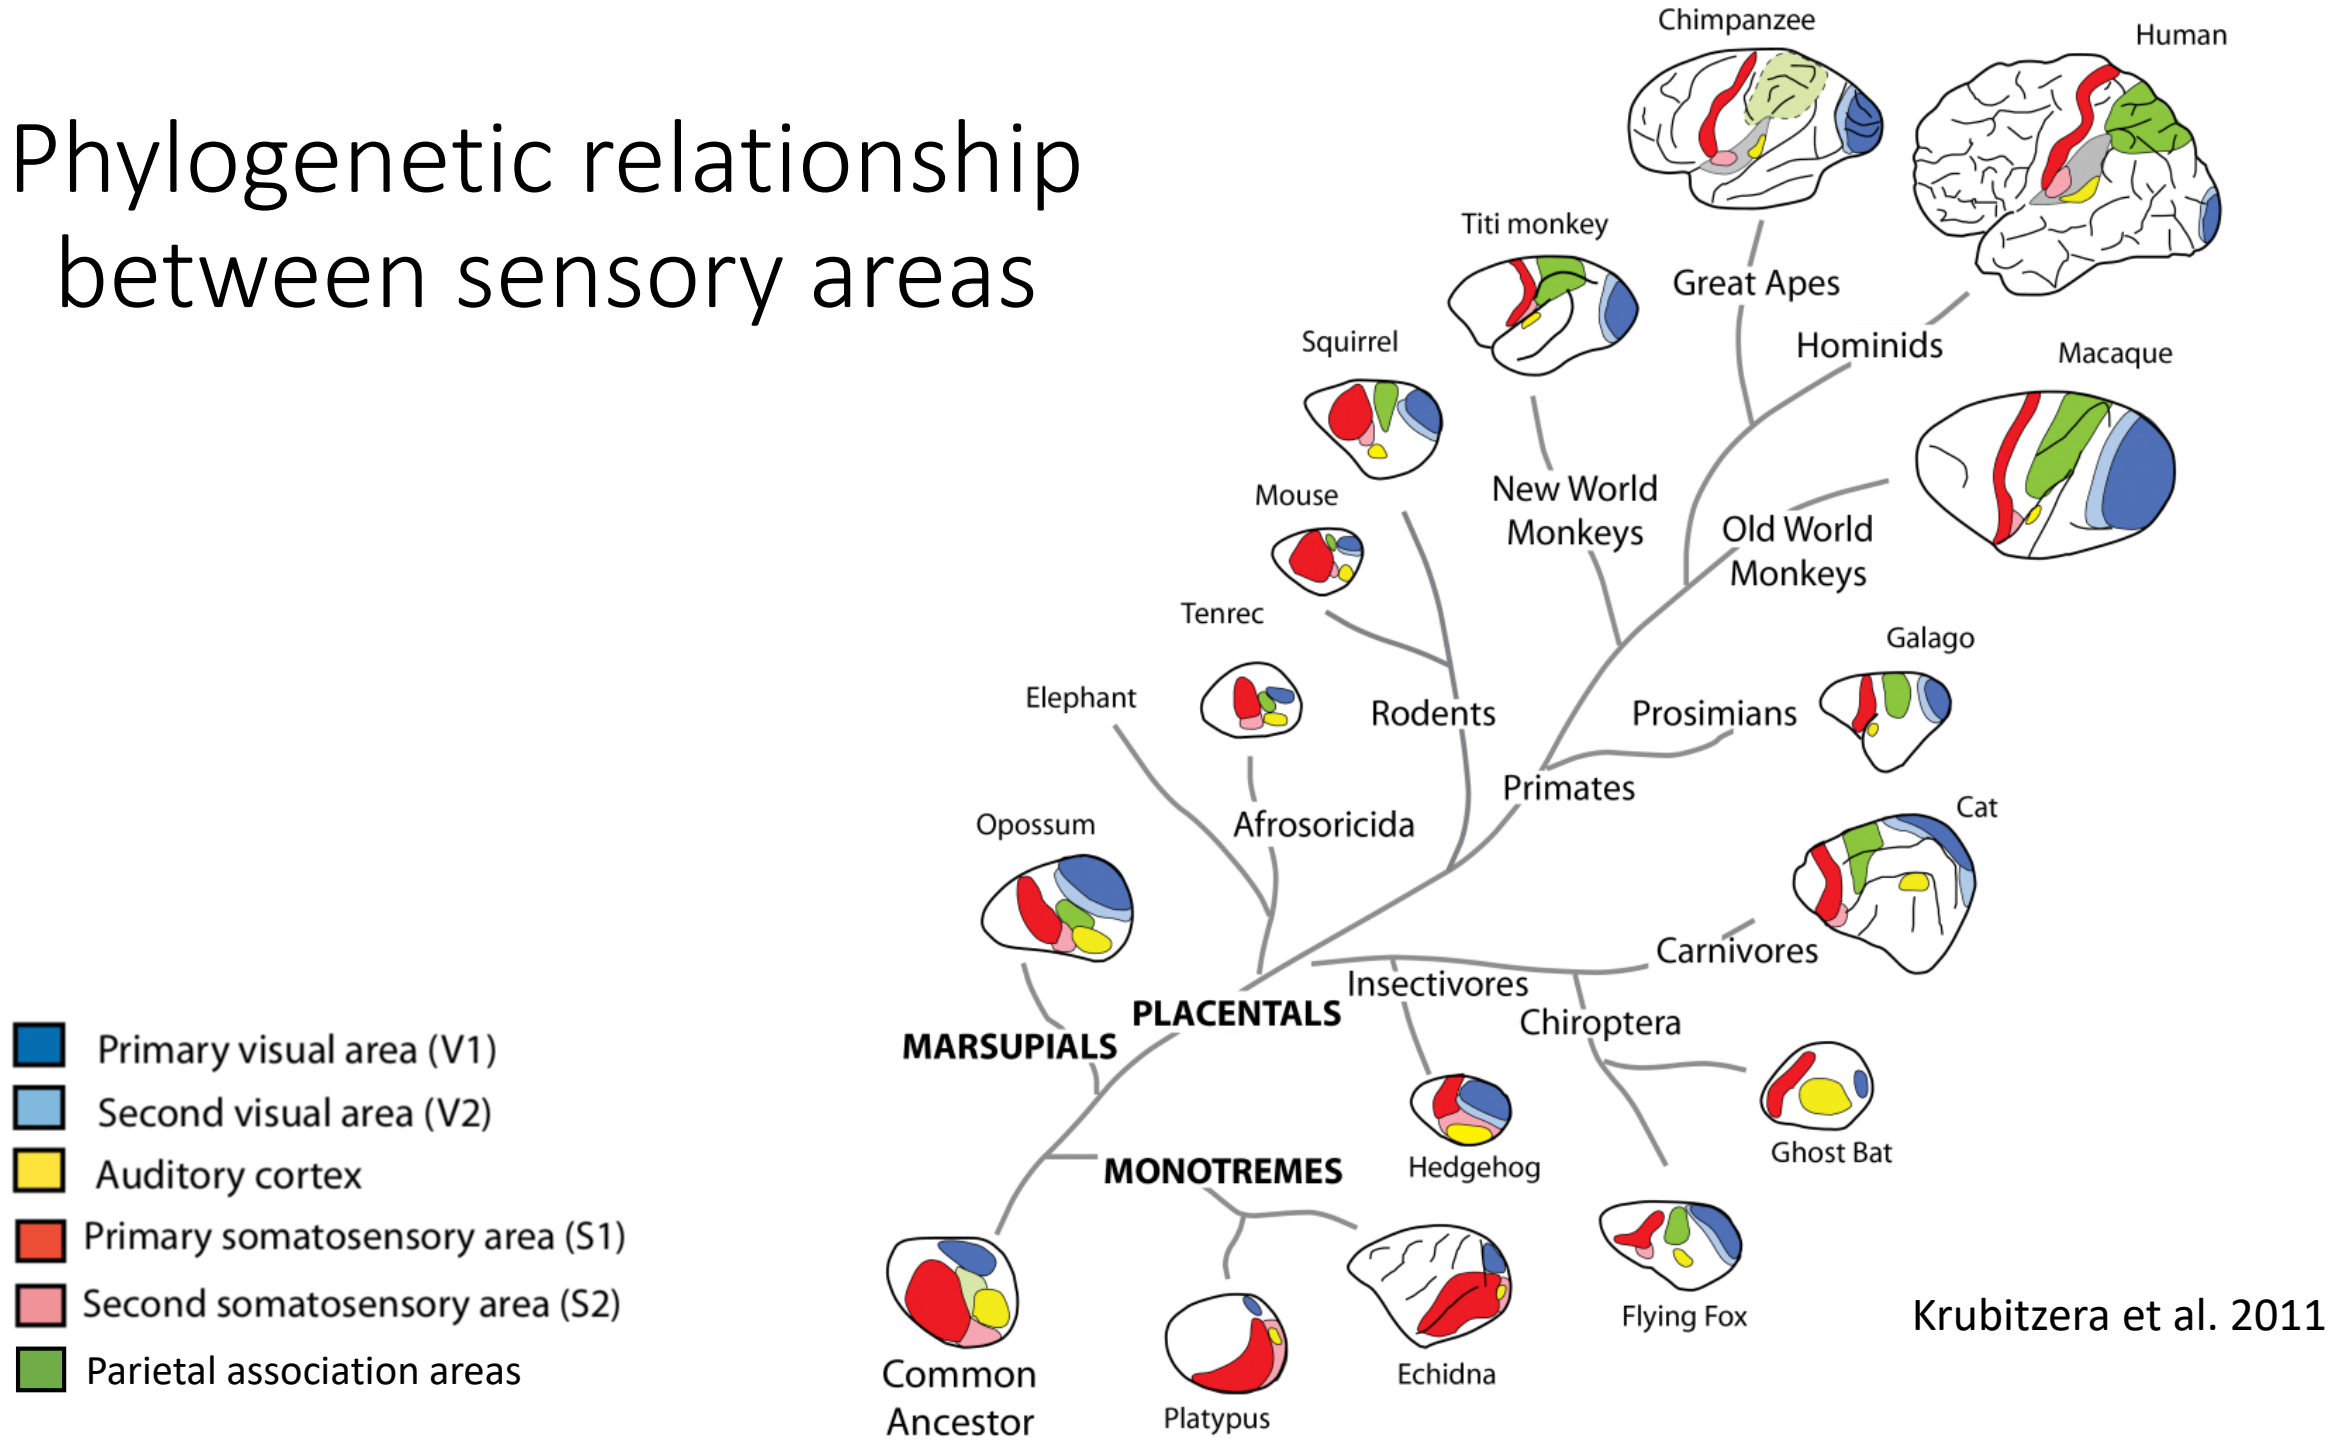 Phylogenetic relationship
between sensory areas
Chimpanzee
Human
Titi monkey
Great Apes
Squirrel
Hominids
Macaque
Mouse
New World
Monkeys
Old World
Monkeys
Tenrec
Galago
Elephant
Rodents
Prosimians
Primates
Cat
Opossum
Afrosoricida
Carnivores
Insectivores
PLACENTALS
Chiroptera
MARSUPIALS
Ghost Bat
Hedgehog
MONOTREMES
Flying Fox
Echidna
Platypus
Common
Ancestor
Primary visual area (V1)
Second visual area (V2)
Auditory cortex
Primary somatosensory area (S1)
Second somatosensory area (S2)
Parietal association areas
Krubitzera et al. 2011